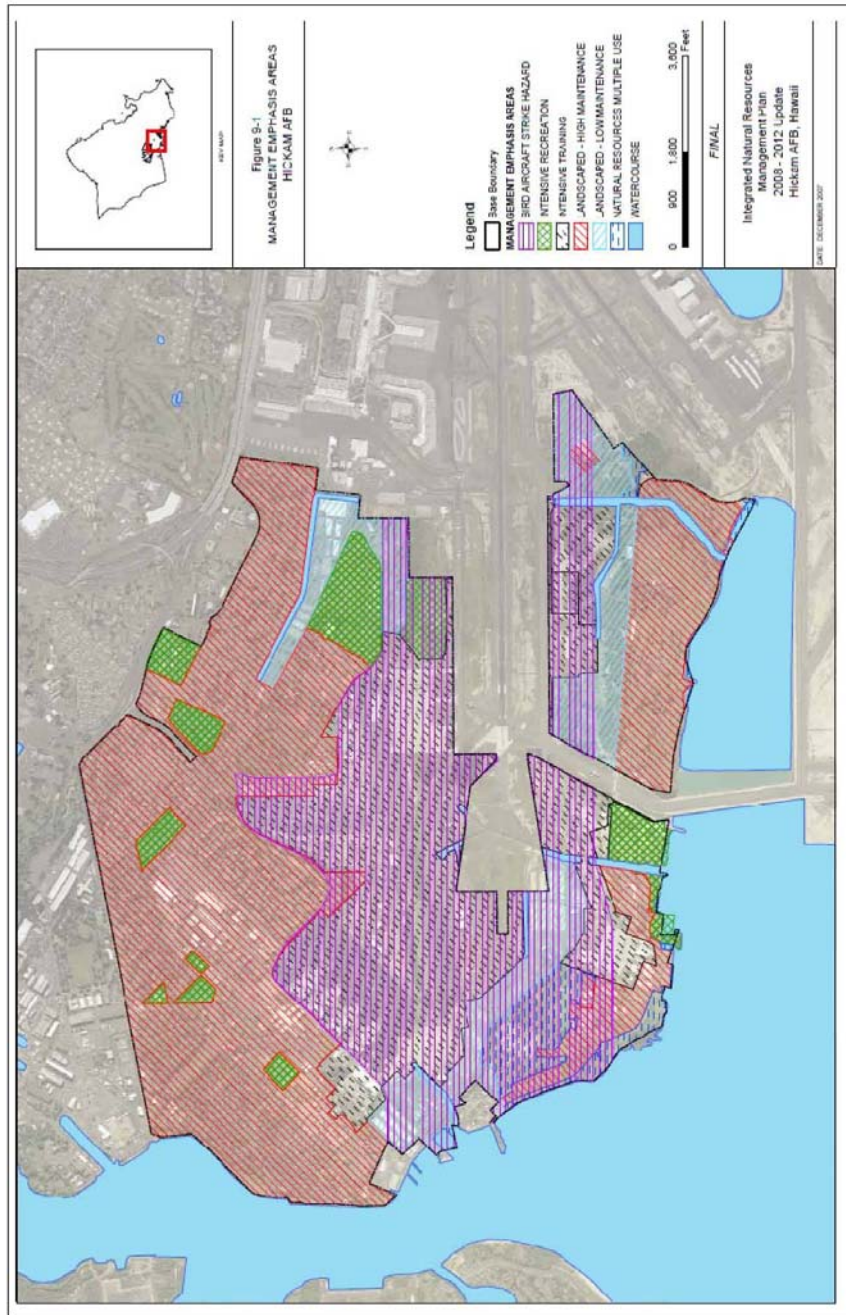 KEY MAP
Figure 9-1
MANAGEMENT EMPHASIS AREAS
HICKAM AFB
Legend
Base Boundary
MANAGEMENT EMPHASIS AREAS
BIRD AIRCRAFT STRIKE HAZARD
INTENSIVE RECREATION
INTENSIVE TRAINING
LANDSCAPED - HIGH MAINTENANCE
LANDSCAPED - LOW MAINTENANCE
NATURAL RESOURCES MULTIPLE USE
WATERCOURSE
0 900 1,800 3,600
Feet
FINAL
Integrated Natural Resources
Management Plan
2008 - 2012 Update
Hickam AFB, Hawaii
DATE: DECEMBER 2007